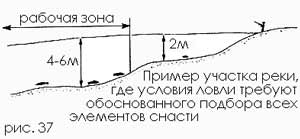 рабочая зона
2м
4-6м
Пример участка реки,
где условия ловли требуют
обоснованного подбора всех
элементов снасти
рис. 37